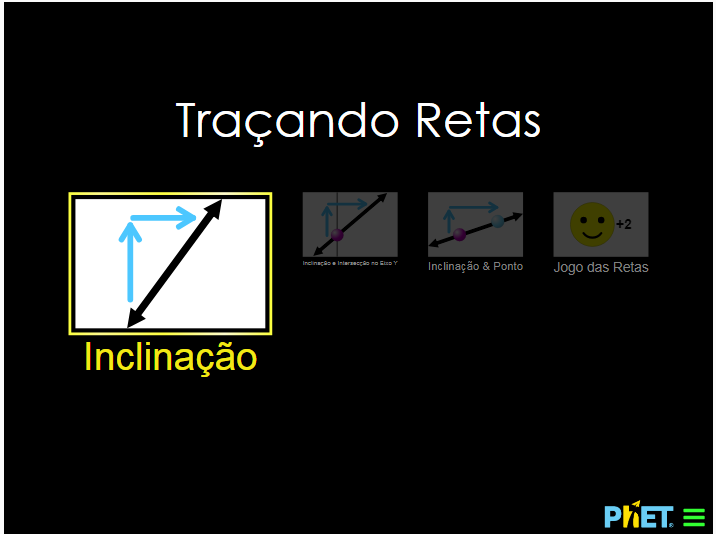 Traçando Retas
+2
Inclinação e Intersecção no Eixo Y
Inclinação & Ponto
Jogo das Retas
Inclinação
PhET®